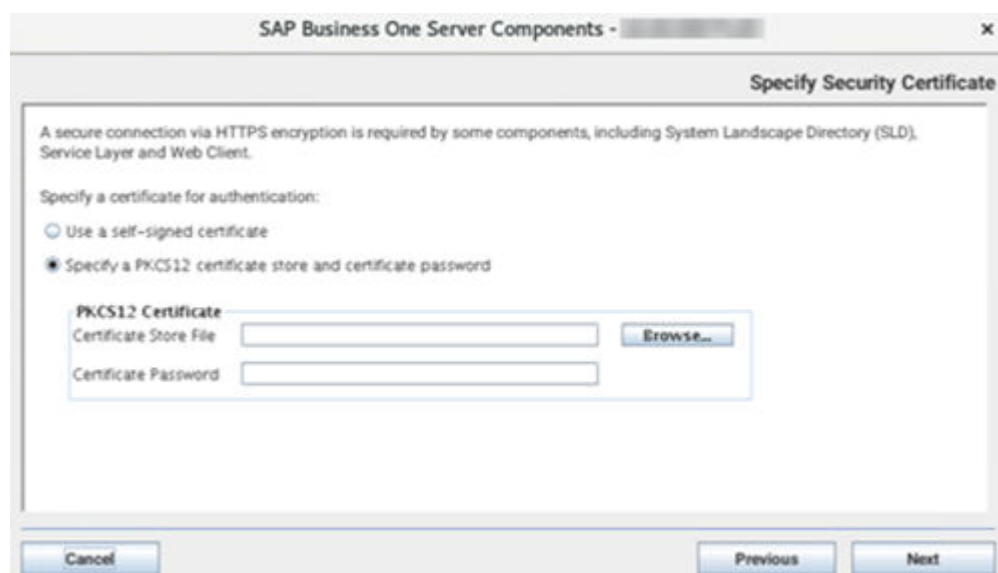 SAP Business One Server Components -
×
Specify Security Certificate
A secure connection via HTTPS encryption is required by some components, including System Landscape Directory (SLD),
Service Layer and Web Client.
Specify a certificate for authentication:
Use a self-signed certificate
Specify a PKCS12 certificate store and certificate password
PKCS12 Certificate
Certificate Store File
Browse...
Certificate Password
Cancel
Previous
Next